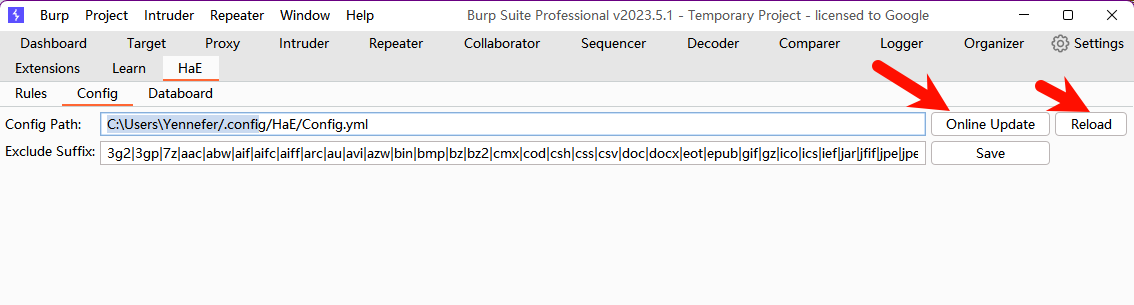 Burp Project Intruder Repeater Window Help Burp Suite Professional v2023.5.1 - Temporary Project - licensed to Google
Dashboard Target Proxy Intruder Repeater Collaborator Sequencer Decoder Comparer Logger Organizer Settings
Extensions Learn HaE
Rules Config Databoard
Config Path: C:\Users\Yennefer/.config/HaE/Config.yml Online Update Reload
Exclude Suffix: 3g2|3gp|7z|aac|abw|aif|aifc|aiff|arc|au|avi|azw|bin|bmp|bz|bz2|cmx|cod|csh|css|csv|doc|docx|eot|epub|gif|gz|ico|ics|ief|jar|jfif|jpe|jpe Save